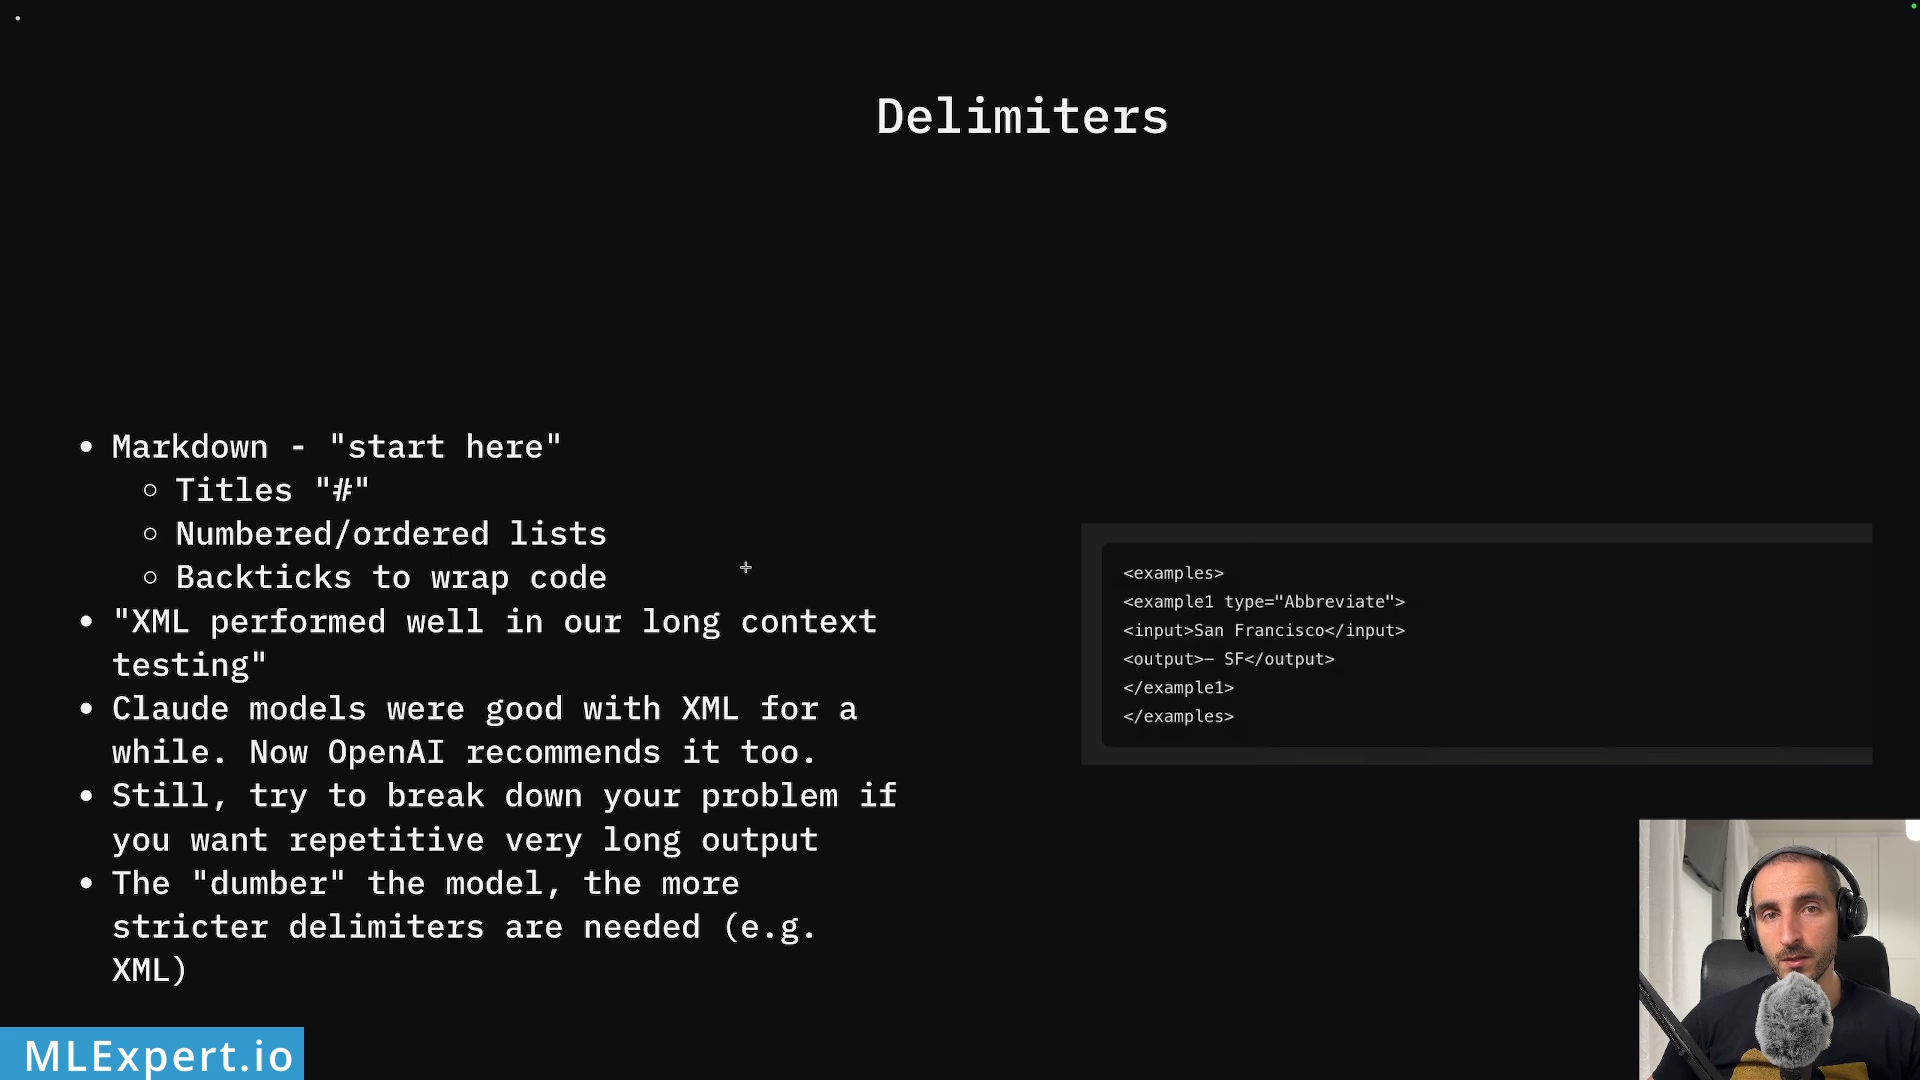 Delimiters
• Markdown - "start here"
○ Titles "#"
○ Numbered/ordered lists
○ Backticks to wrap code
• "XML performed well in our long context
testing"
• Claude models were good with XML for a
while. Now OpenAI recommends it too.
• Still, try to break down your problem if
you want repetitive very long output
• The "dumber" the model, the more
stricter delimiters are needed (e.g.
XML)
<examples>
<example1 type="Abbreviate">
<input>San Francisco</input>
<output>– SF</output>
</example1>
</examples>
MLExpert.io